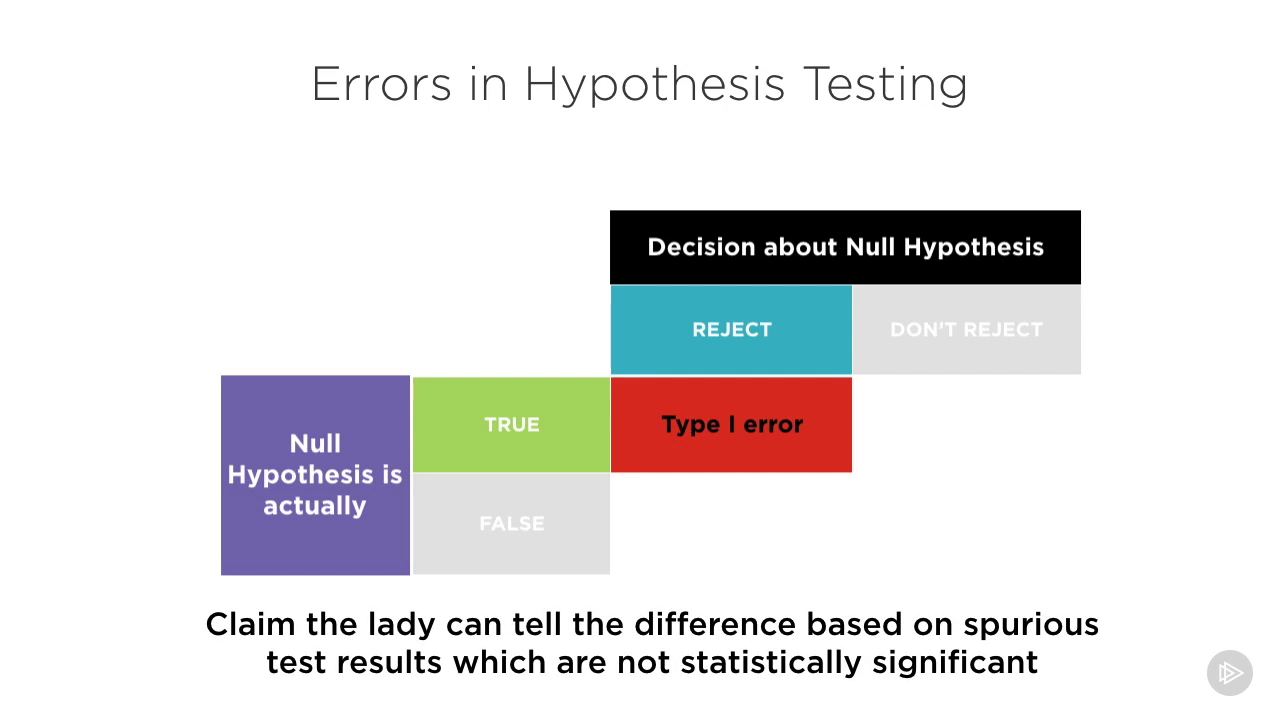 Errors in Hypothesis Testing
Decision about Null Hypothesis
REJECT
DON'T REJECT
Null
Hypothesis is
actually
TRUE
Type I error
FALSE
Claim the lady can tell the difference based on spurious
test results which are not statistically significant